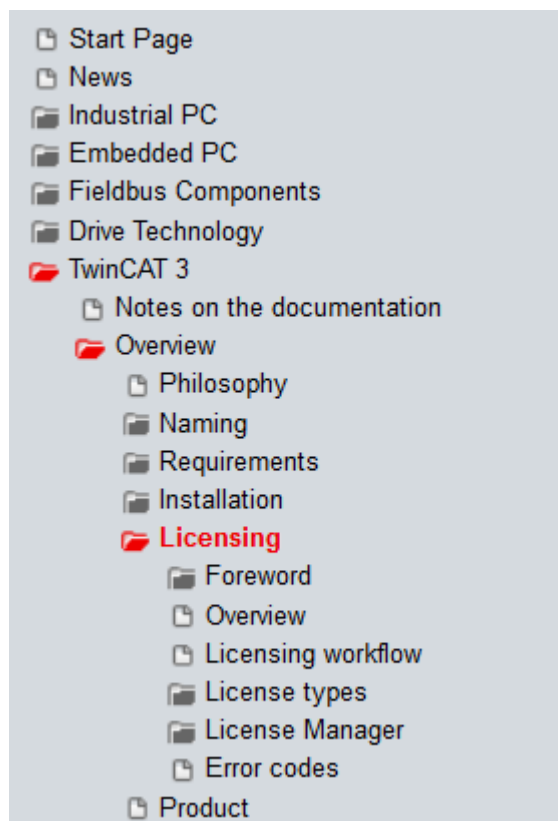 Start Page
News
Industrial PC
Embedded PC
Fieldbus Components
Drive Technology
TwinCAT 3
Notes on the documentation
Overview
Philosophy
Naming
Requirements
Installation
Licensing
Foreword
Overview
Licensing workflow
License types
License Manager
Error codes
Product